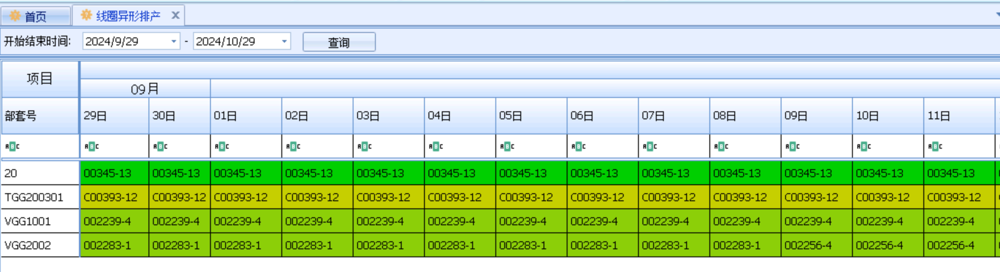 首页 线圈异形排产 X
开始结束时间: 2024/9/29 - 2024/10/29 查询
项目
09月
部套号 29日 30日 01日 02日 03日 04日 05日 06日 07日 08日 09日 10日 11日
ABC ABC ABC ABC ABC ABC ABC ABC ABC ABC ABC ABC ABC ABC
20 00345-13 00345-13 00345-13 00345-13 00345-13 00345-13 00345-13 00345-13 00345-13 00345-13 00345-13 00345-13 00345-13
TGG200301 C00393-12 C00393-12 C00393-12 C00393-12 C00393-12 C00393-12 C00393-12 C00393-12 C00393-12 C00393-12 C00393-12 C00393-12 C00393-12
VGG1001 002239-4 002239-4 002239-4 002239-4 002239-4 002239-4 002239-4 002239-4 002239-4 002239-4 002239-4 002239-4 002239-4
VGG2002 002283-1 002283-1 002283-1 002283-1 002283-1 002283-1 002283-1 002283-1 002283-1 002283-1 002256-4 002256-4 002256-4